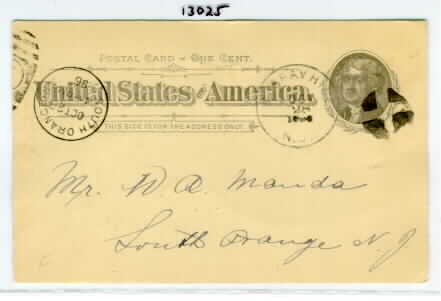 13025
POSTAL CARD – ONE CENT.
United States of America.
THIS SIDE IS FOR THE ADDRESS ONLY.
SOUTH ORANGE
OCT
96
N.J.
Mr. W. A. Manda
South Orange N. J.